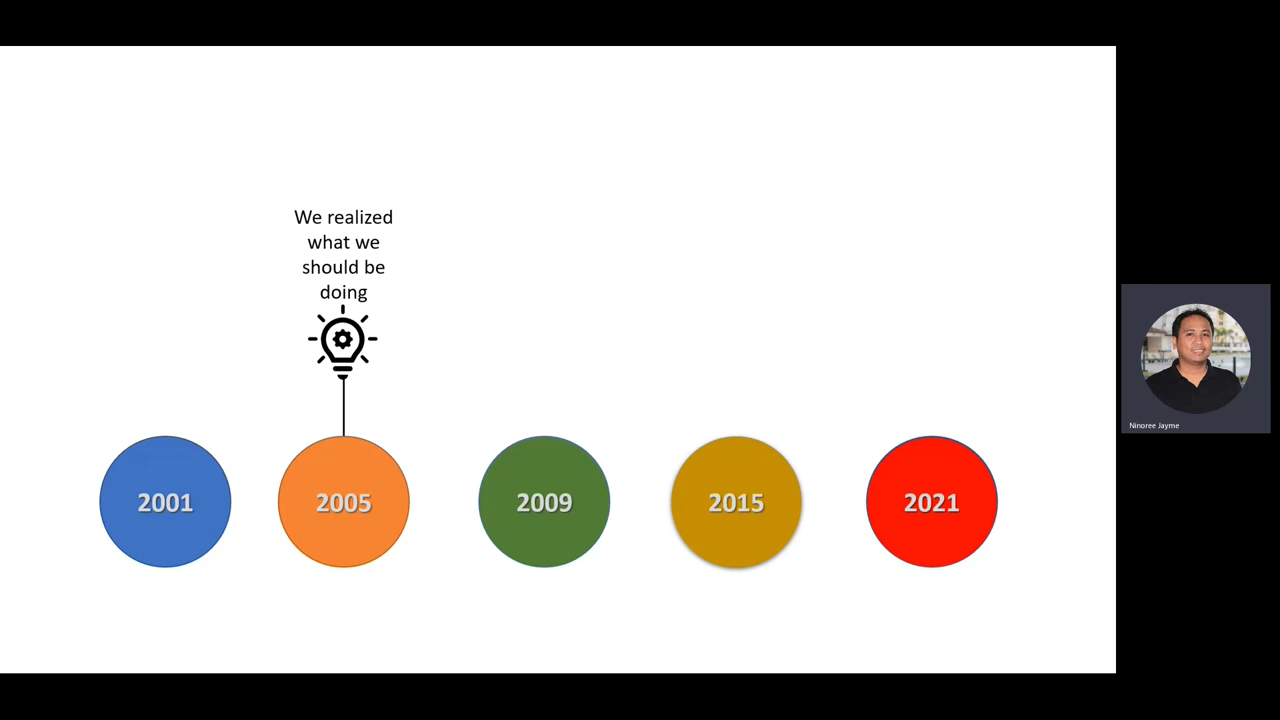 We realized
what we
should be
doing
2001
2005
2009
2015
2021
Ninoree Jayme